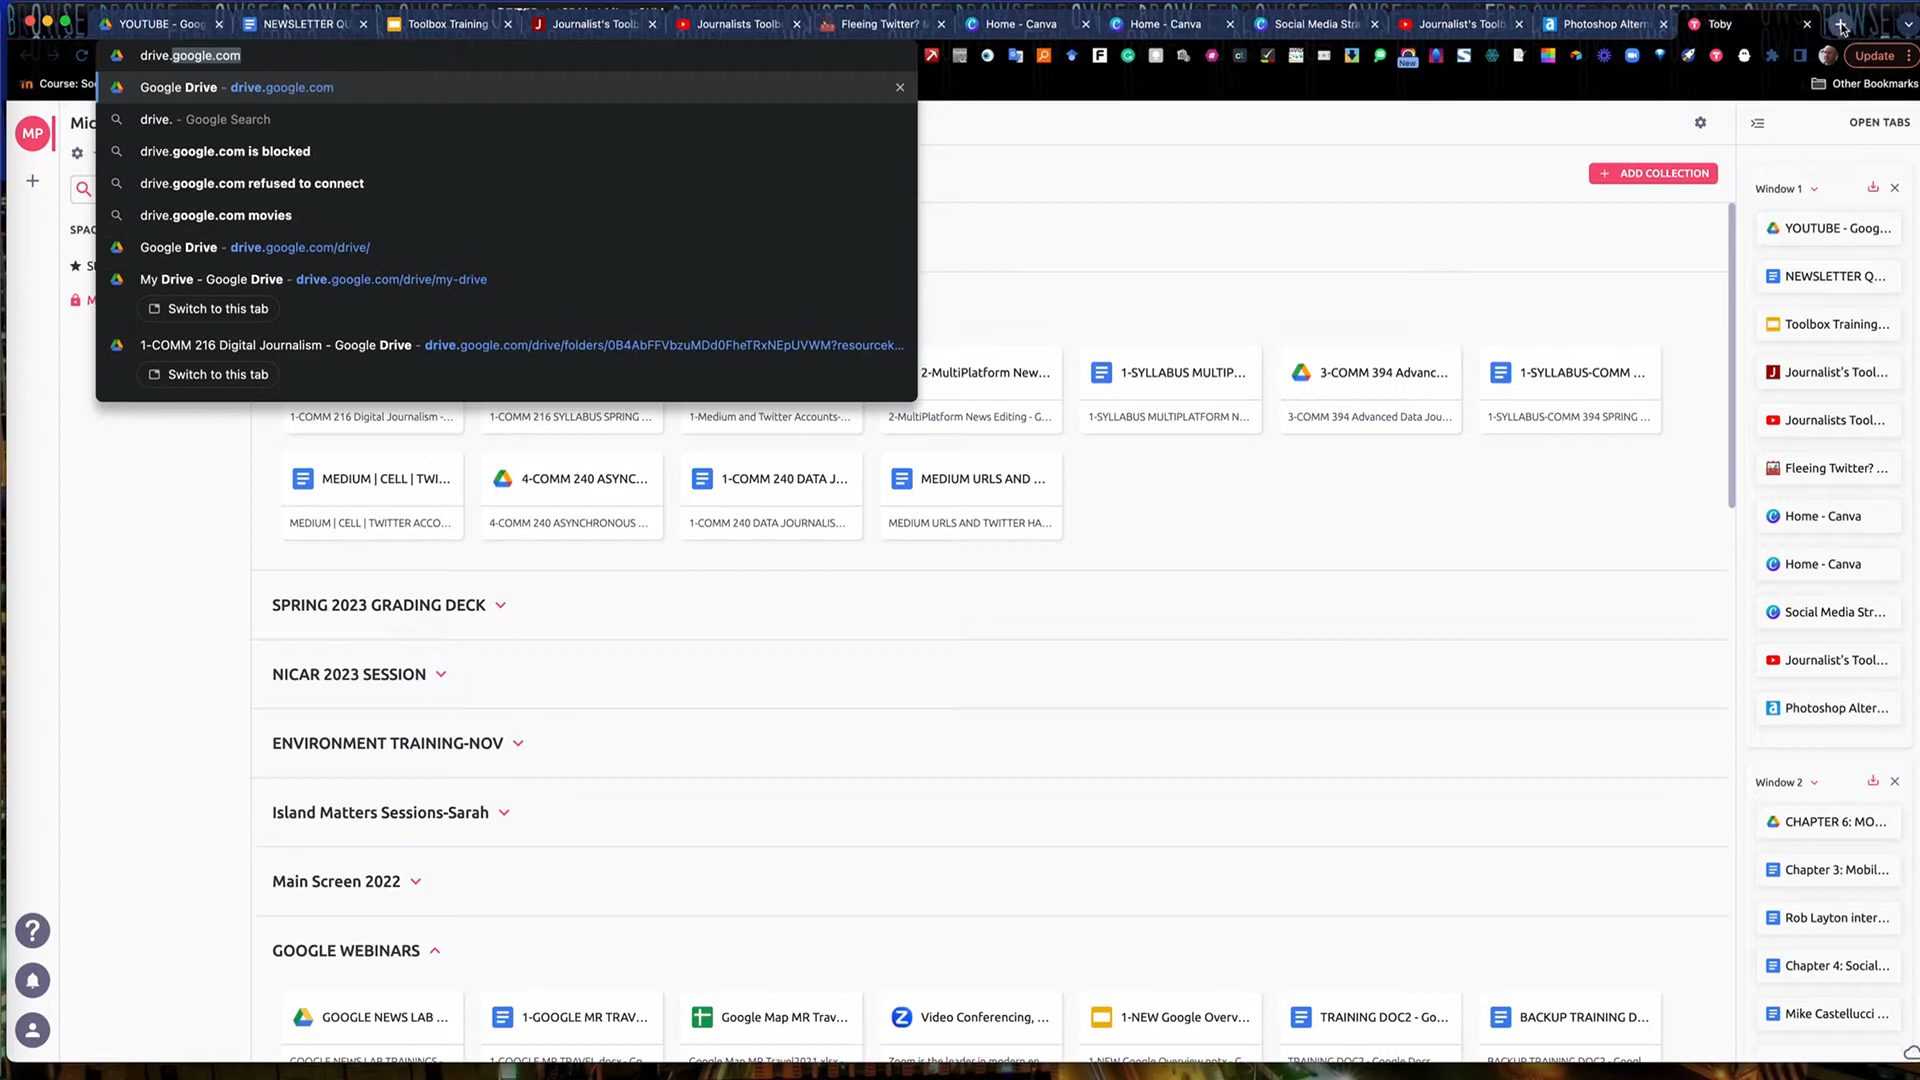 YOUTUBE - Goog
NEWSLETTER QU
Toolbox Training
Journalist's Toolb
Journalists Toolb
Fleeing Twitter?
Home - Canva
Home - Canva
Social Media Stra
Journalist's Toolb
Photoshop Altern
Toby
drive.google.com
Update
Course: So
Other Bookmarks
Google Drive - drive.google.com
drive. - Google Search
drive.google.com is blocked
drive.google.com refused to connect
drive.google.com movies
Google Drive - drive.google.com/drive/
My Drive - Google Drive - drive.google.com/drive/my-drive
Switch to this tab
1-COMM 216 Digital Journalism - Google Drive - drive.google.com/drive/folders/0B4AbFFVbzuMDd0FheTRxNEpUVWM?resourcek...
Switch to this tab
MP
Mic
SPAC
ADD COLLECTION
OPEN TABS
2-MultiPlatform New...
1-SYLLABUS MULTIP...
3-COMM 394 Advanc...
1-SYLLABUS-COMM ...
1-COMM 216 Digital Journalism -...
1-COMM 216 SYLLABUS SPRING ...
1-Medium and Twitter Accounts-...
2-MultiPlatform News Editing - G...
1-SYLLABUS MULTIPLATFORM N...
3-COMM 394 Advanced Data Jou...
1-SYLLABUS-COMM 394 SPRING ...
MEDIUM | CELL | TWI...
4-COMM 240 ASYNC...
1-COMM 240 DATA J...
MEDIUM URLS AND ...
MEDIUM | CELL | TWITTER ACCO...
4-COMM 240 ASYNCHRONOUS ...
1-COMM 240 DATA JOURNALIS...
MEDIUM URLS AND TWITTER HA...
SPRING 2023 GRADING DECK
NICAR 2023 SESSION
ENVIRONMENT TRAINING-NOV
Island Matters Sessions-Sarah
Main Screen 2022
GOOGLE WEBINARS
GOOGLE NEWS LAB ...
1-GOOGLE MR TRAV...
Google Map MR Trav...
Video Conferencing, ...
1-NEW Google Overv...
TRAINING DOC2 - Go...
BACKUP TRAINING D...
Window 1
YOUTUBE - Goog...
NEWSLETTER Q...
Toolbox Training...
Journalist's Tool...
Journalists Tool...
Fleeing Twitter? ...
Home - Canva
Home - Canva
Social Media Str...
Journalist's Tool...
Photoshop Alter...
Window 2
CHAPTER 6: MO...
Chapter 3: Mobil...
Rob Layton inter...
Chapter 4: Social...
Mike Castellucci ...